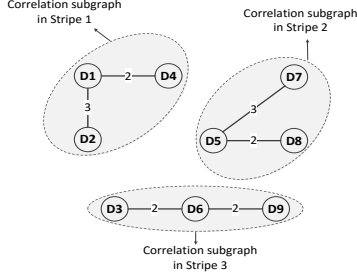 Correlation subgraph
in Stripe 1
Correlation subgraph
in Stripe 2
D1
2
D4
3
D2
D7
3
D5
2
D8
D3
2
D6
2
D9
Correlation subgraph
in Stripe 3